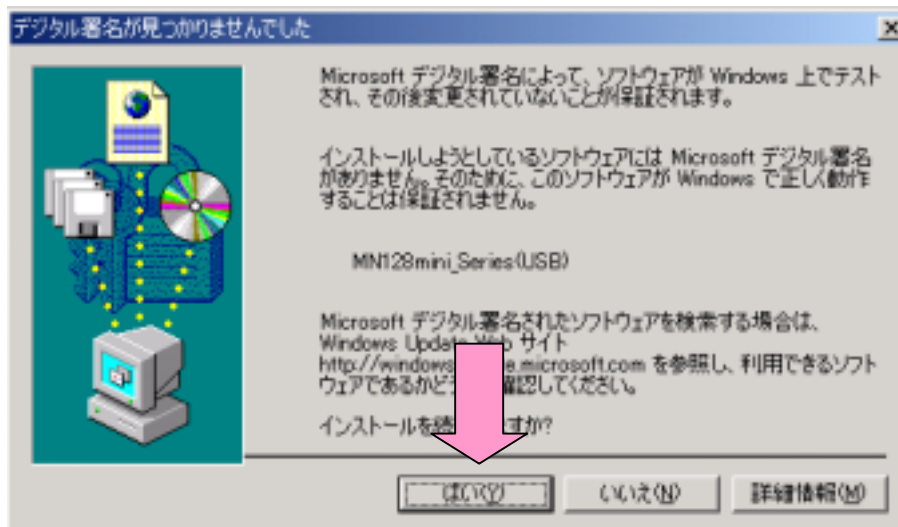 デジタル署名が見つかりませんでした
Microsoft デジタル署名によって、ソフトウェアが Windows 上でテスト
され、その後変更されていないことが保証されます。
インストールしようとしているソフトウェアには Microsoft デジタル署名
がありません。そのために、このソフトウェアが Windows で正しく動作
することは保証されません。
MN128mini_Series(USB)
Microsoft デジタル署名されたソフトウェアを検索する場合は、
Windows Update Web サイト
http://windows e.microsoft.com を参照し、利用できるソフト
ウェアであるかど 確認してください。
インストールを続 すか?
はい(Y)
いいえ(N)
詳細情報(M)